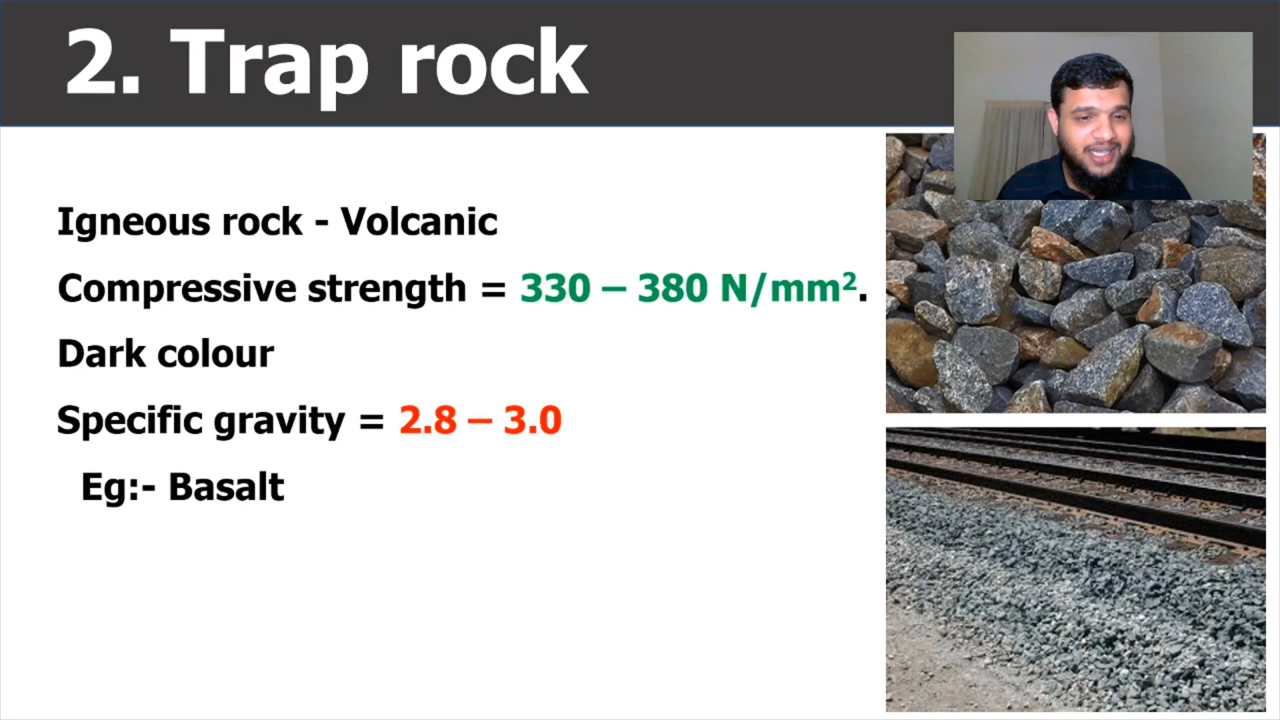 2. Trap rock
Igneous rock - Volcanic
Compressive strength = 330 – 380 N/mm².
Dark colour
Specific gravity = 2.8 – 3.0
Eg:- Basalt